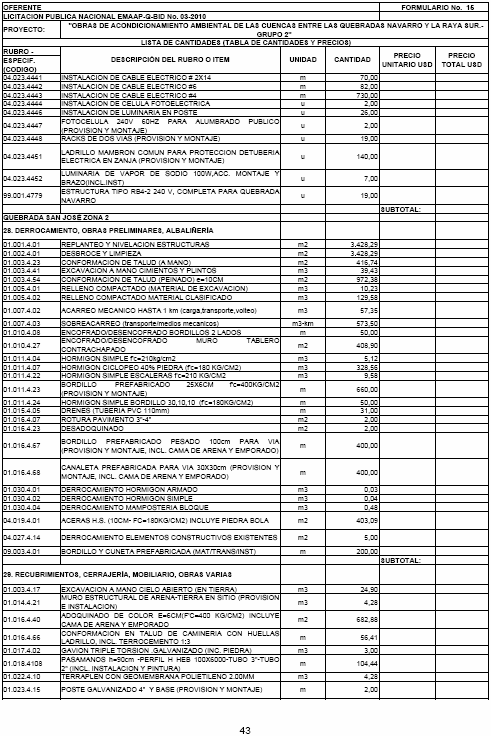 OFERENTE FORMULARIO No. 15
LICITACION PUBLICA NACIONAL EMAAP-Q-BID No. 03-2010
PROYECTO: "OBRAS DE ACONDICIONAMIENTO AMBIENTAL DE LAS CUENCAS ENTRE LAS QUEBRADAS NAVARRO Y LA RAYA SUR.-
GRUPO 2"
LISTA DE CANTIDADES (TABLA DE CANTIDADES Y PRECIOS)
RUBRO -
ESPECIF.
(CODIGO) DESCRIPCIÓN DEL RUBRO O ITEM UNIDAD CANTIDAD PRECIO UNITARIO USD PRECIO TOTAL USD
04.023.4441 INSTALACION DE CABLE ELECTRICO # 2X14 m 70,00
04.023.4442 INSTALACION DE CABLE ELECTRICO #6 m 82,00
04.023.4443 INSTALACION DE CABLE ELECTRICO #4 m 730,00
04.023.4444 INSTALACION DE CELULA FOTOELECTRICA u 2,00
04.023.4446 INSTALACION DE LUMINARIA EN POSTE u 26,00
04.023.4447 FOTOCELULA 240V 60HZ PARA ALUMBRADO PUBLICO
(PROVISION Y MONTAJE) u 2,00
04.023.4448 RACKS DE DOS VIAS (PROVISION Y MONTAJE) u 19,00
04.023.4451 LADRILLO MAMBRON COMUN PARA PROTECCION DETUBERIA
ELECTRICA EN ZANJA (PROVISION Y MONTAJE) u 140,00
04.023.4452 LUMINARIA DE VAPOR DE SODIO 100W,ACC. MONTAJE Y
BRAZO(INCL.INST) u 7,00
99.001.4779 ESTRUCTURA TIPO RB4-2 240 V, COMPLETA PARA QUEBRADA
NAVARRO u 19,00
SUBTOTAL:
QUEBRADA SAN JOSÉ ZONA 2
28. DERROCAMIENTO, OBRAS PRELIMINARES, ALBALIÑERÍA
01.001.4.01 REPLANTEO Y NIVELACION ESTRUCTURAS m2 3.428,29
01.002.4.01 DESBROCE Y LIMPIEZA m2 3.428,29
01.003.4.23 CONFORMACION DE TALUD (A MANO) m2 416,74
01.003.4.41 EXCAVACION A MANO CIMIENTOS Y PLINTOS m3 39,43
01.003.4.54 CONFORMACION DE TALUD (PEINADO) e=10CM m2 972,38
01.005.4.01 RELLENO COMPACTADO (MATERIAL DE EXCAVACION) m3 10,23
01.005.4.02 RELLENO COMPACTADO MATERIAL CLASIFICADO m3 129,58
01.007.4.02 ACARREO MECANICO HASTA 1 km (carga,transporte,volteo) m3 57,35
01.007.4.03 SOBREACARREO (transporte/medios mecanicos) m3-km 573,50
01.010.4.08 ENCOFRADO/DESENCOFRADO BORDILLOS 2 LADOS m 50,00
01.010.4.27 ENCOFRADO/DESENCOFRADO MURO TABLERO
CONTRACHAPADO m2 408,90
01.011.4.04 HORMIGON SIMPLE f'c=210kg/cm2 m3 5,12
01.011.4.07 HORMIGON CICLOPEO 40% PIEDRA (f'c=180 KG/CM2) m3 328,56
01.011.4.22 HORMIGON SIMPLE ESCALERAS f'c=210 KG/CM2 m3 9,58
01.011.4.23 BORDILLO PREFABRICADO 25X6CM f'c=400KG/CM2
(PROVISION Y MONTAJE) m 660,00
01.011.4.24 HORMIGON SIMPLE BORDILLO 30,10,10 (f'c=180KG/CM2) m 50,00
01.016.4.05 DRENES (TUBERIA PVC 110mm) m 31,00
01.016.4.07 ROTURA PAVIMENTO 3"-4" m2 2,00
01.016.4.23 DESADOQUINADO m2 2,00
01.016.4.67 BORDILLO PREFABRICADO PESADO 100cm PARA VIA
(PROVISION Y MONTAJE, INCL. CAMA DE ARENA Y EMPORADO) m 400,00
01.016.4.68 CANALETA PREFABRICADA PARA VIA 30X30cm (PROVISION Y
MONTAJE, INCL. CAMA DE ARENA Y EMPORADO) m 400,00
01.030.4.01 DERROCAMIENTO HORMIGON ARMADO m3 0,03
01.030.4.02 DERROCAMIENTO HORMIGON SIMPLE m3 0,04
01.030.4.04 DERROCAMIENTO MAMPOSTERIA BLOQUE m3 0,48
04.019.4.01 ACERAS H.S. (10CM- FC=180KG/CM2) INCLUYE PIEDRA BOLA m2 403,09
04.027.4.14 DERROCAMIENTO ELEMENTOS CONSTRUCTIVOS EXISTENTES m2 5,00
09.003.4.01 BORDILLO Y CUNETA PREFABRICADA (MAT/TRANS/INST) m 200,00
SUBTOTAL:
29. RECUBRIMIENTOS, CERRAJERÍA, MOBILIARIO, OBRAS VARIAS
01.003.4.17 EXCAVACION A MANO CIELO ABIERTO (EN TIERRA) m3 24,90
01.014.4.21 MURO ESTRUCTURAL DE ARENA-TIERRA EN SITIO (PROVISION
E INSTALACION) m3 4,28
01.016.4.40 ADOQUINADO DE COLOR E=6CM(F'C=400 KG/CM2) INCLUYE
CAMA DE ARENA Y EMPORADO m2 682,88
01.016.4.66 CONFORMACION EN TALUD DE CAMINERIA CON HUELLAS
LADRILLO, INCL. TERROCEMENTO 1:3 m 56,41
01.017.4.02 GAVION TRIPLE TORSION ,GALVANIZADO (INC. PIEDRA) m3 3,00
01.018.4108 PASAMANOS h=90cm -PERFIL H HEB 100X6000-TUBO 3"-TUBO
2" (INCL. INSTALACION Y PINTURA) m 104,44
01.022.4.10 TERRAPLEN CON GEOMEMBRANA POLIETILENO 2.00MM m3 4,28
01.023.4.15 POSTE GALVANIZADO 4" Y BASE (PROVISION Y MONTAJE) m 2,00
43